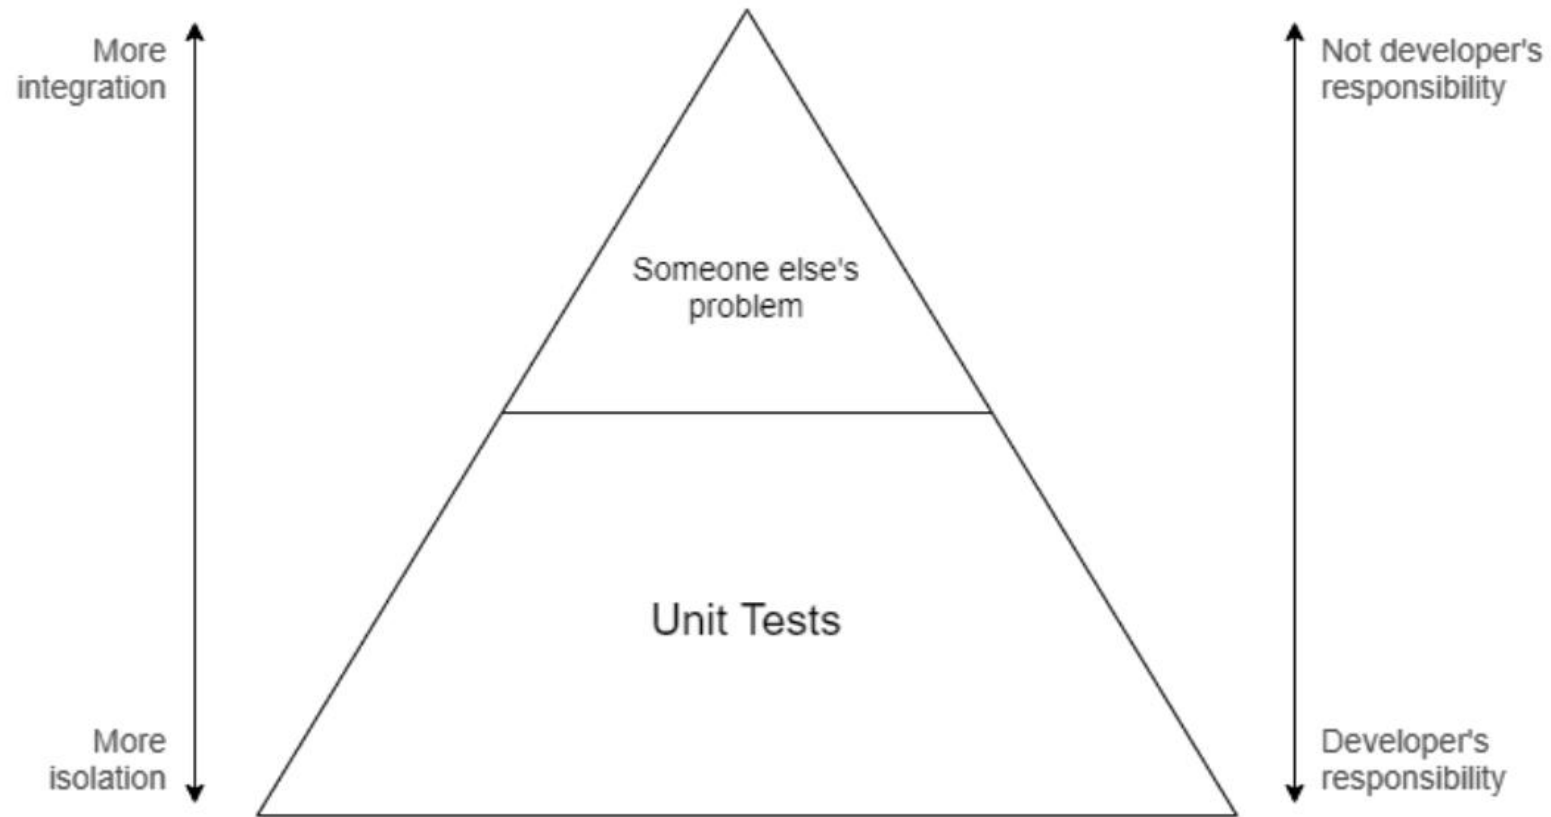 More
integration
Not developer's
responsibility
Someone else's
problem
Unit Tests
More
isolation
Developer's
responsibility